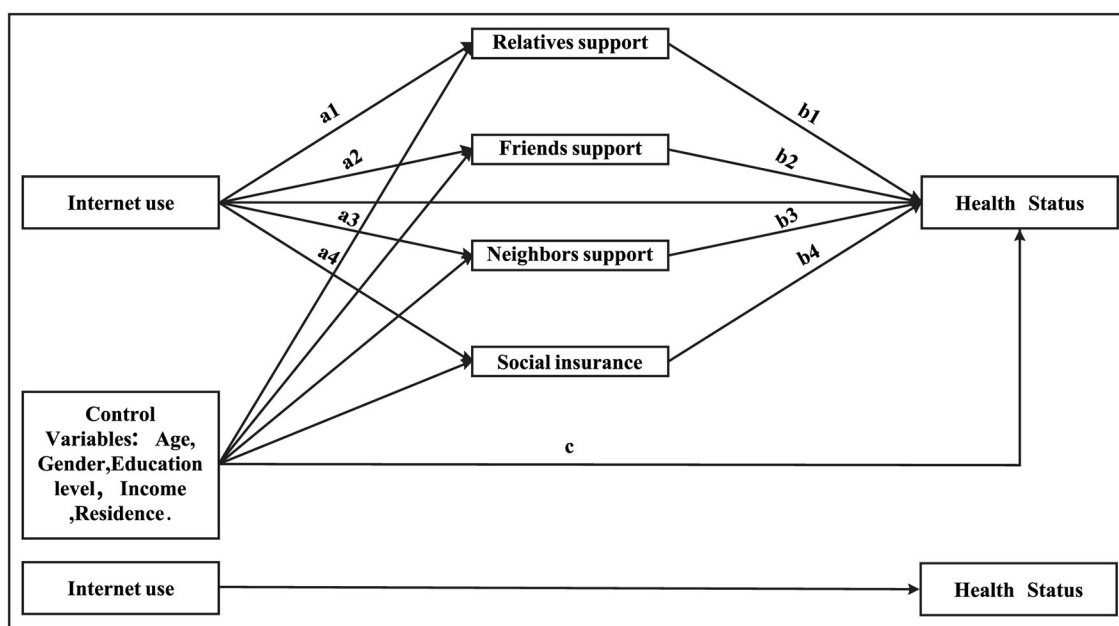 Relatives support
a1
b1
Friends support
a2
b2
Internet use
Health Status
a3
b3
Neighbors support
a4
b4
Social insurance
Control
Variables： Age,
Gender,Education
level， Income
,Residence.
c
Internet use
Health Status